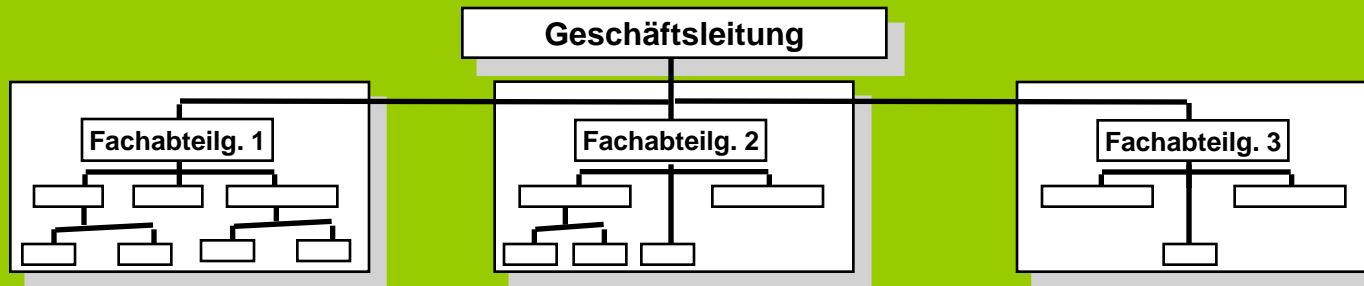 Geschäftsleitung
Fachabteilg. 1
Fachabteilg. 2
Fachabteilg. 3